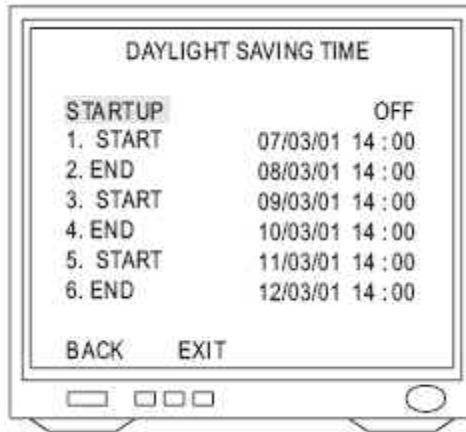 DAYLIGHT SAVING TIME
STARTUP OFF
1. START 07/03/01 14 : 00
2. END 08/03/01 14 : 00
3. START 09/03/01 14 : 00
4. END 10/03/01 14 : 00
5. START 11/03/01 14 : 00
6. END 12/03/01 14 : 00
BACK EXIT